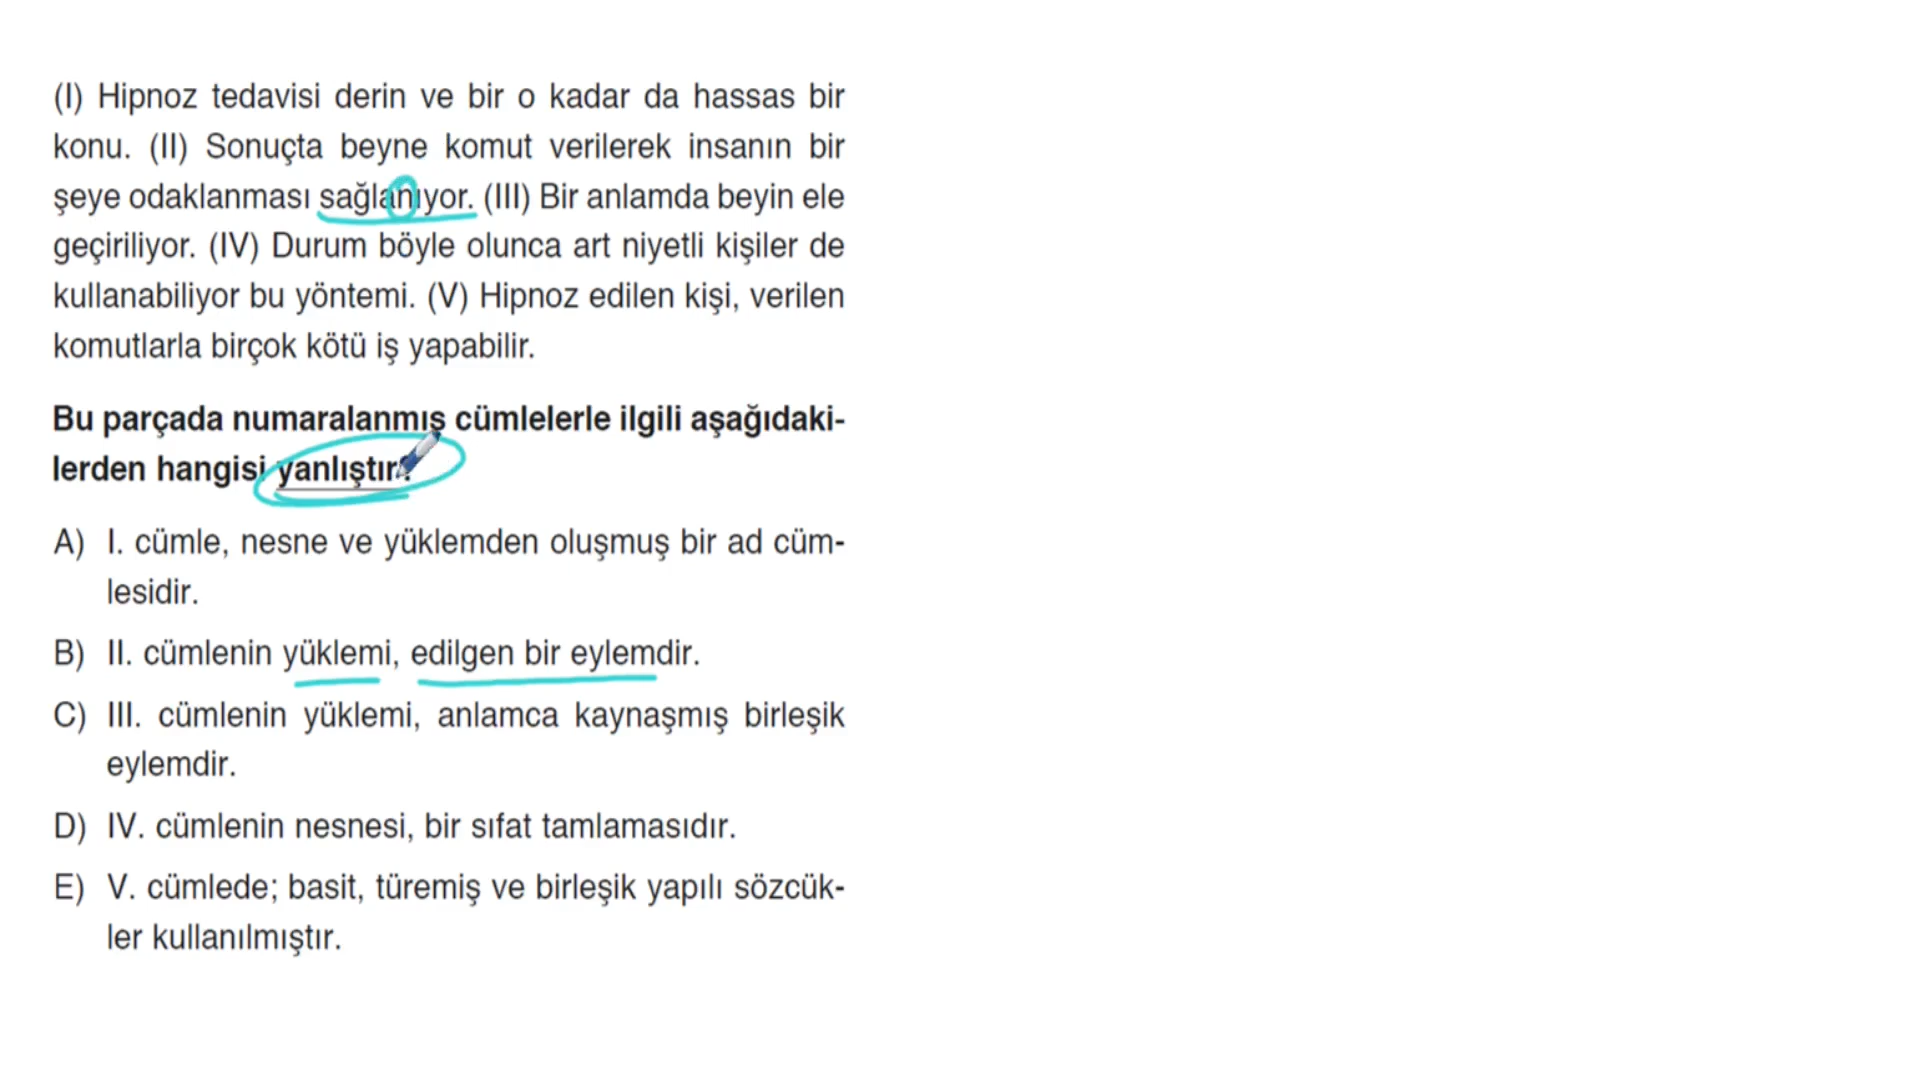 (I) Hipnoz tedavisi derin ve bir o kadar da hassas bir
konu. (II) Sonuçta beyne komut verilerek insanın bir
şeye odaklanması sağlanıyor. (III) Bir anlamda beyin ele
geçiriliyor. (IV) Durum böyle olunca art niyetli kişiler de
kullanabiliyor bu yöntemi. (V) Hipnoz edilen kişi, verilen
komutlarla birçok kötü iş yapabilir.
Bu parçada numaralanmış cümlelerle ilgili aşağıdaki-
lerden hangisi yanlıştır?
A) I. cümle, nesne ve yüklemden oluşmuş bir ad cüm-
lesidir.
B) II. cümlenin yüklemi, edilgen bir eylemdir.
C) III. cümlenin yüklemi, anlamca kaynaşmış birleşik
eylemdir.
D) IV. cümlenin nesnesi, bir sıfat tamlamasıdır.
E) V. cümlede; basit, türemiş ve birleşik yapılı sözcük-
ler kullanılmıştır.